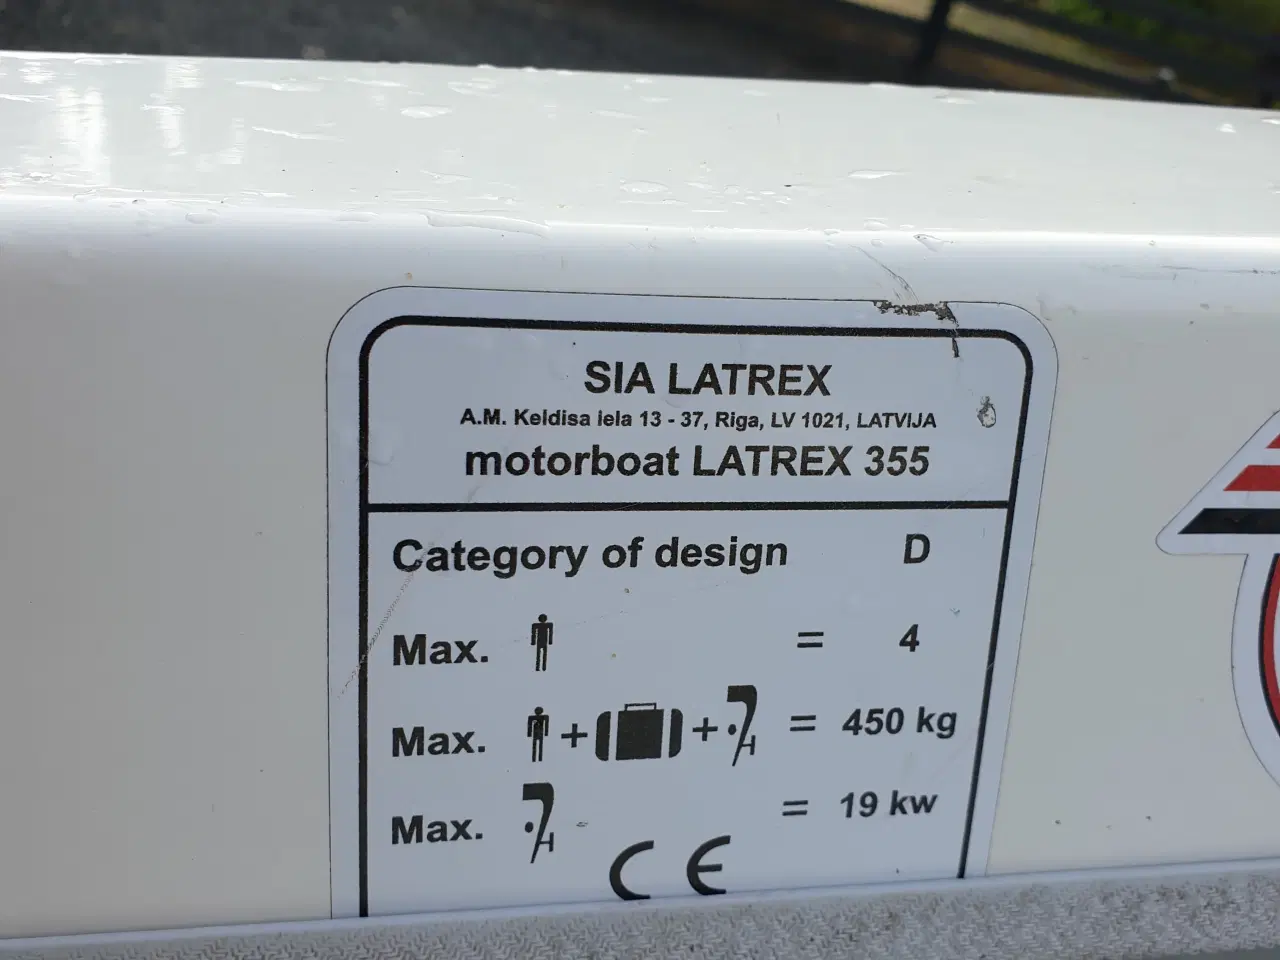 SIA LATREX
A.M. Keldisa iela 13 - 37, Riga, LV 1021, LATVIJA
motorboat LATREX 355
Category of design D
Max. = 4
Max. + + = 450 kg
Max. = 19 kw
CE